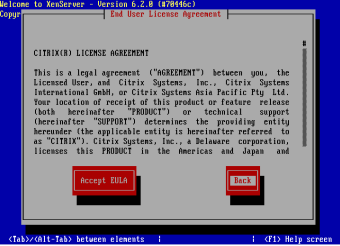 Welcome to XenServer - Version 6.2.0 (#70446c)
Copyr
End User License Agreement
CITRIX(R) LICENSE AGREEMENT
This is a legal agreement ("AGREEMENT") between you, the
Licensed User, and Citrix Systems, Inc., Citrix Systems
International GmbH, or Citrix Systems Asia Pacific Pty Ltd.
Your location of receipt of this product or feature release
(both hereinafter "PRODUCT") or technical support
(hereinafter "SUPPORT") determines the providing entity
hereunder (the applicable entity is hereinafter referred to
as "CITRIX"). Citrix Systems, Inc., a Delaware corporation,
licenses this PRODUCT in the Americas and Japan and
Accept EULA
Back
<Tab>/<Alt-Tab> between elements | | <F1> Help screen